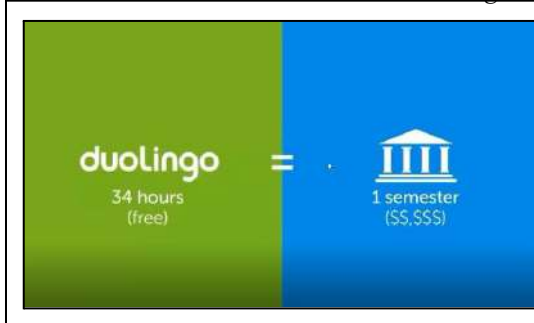 duolingo
=
34 hours
(free)
1 semester
($$,$$$)